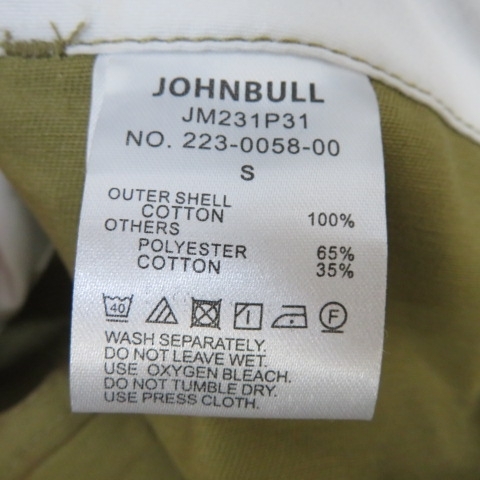 JOHNBULL
JM231P31
NO. 223-0058-00
S
OUTER SHELL
COTTON 100%
OTHERS
POLYESTER 65%
COTTON 35%
40 F
WASH SEPARATELY.
DO NOT LEAVE WET.
USE OXYGEN BLEACH.
DO NOT TUMBLE DRY.
USE PRESS CLOTH.